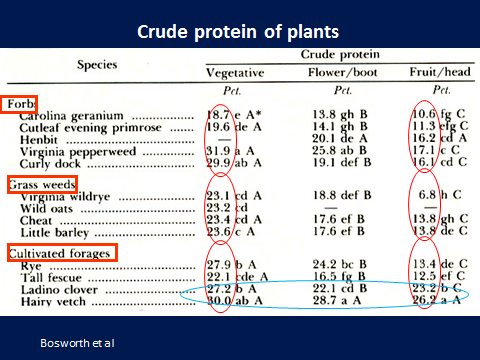 Crude protein of plants
Crude protein
Species Vegetative Flower/boot Fruit/head
Pct. Pct. Pct.
Forbs
Carolina geranium 18.7 e A* 13.8 gh B 10.6 fg C
Cutleaf evening primrose ....... 19.6 de A 14.1 gh B 11.3 efg C
Henbit — 20.1 de A 16.2 cd A
Virginia pepperweed 31.9 a A 25.8 ab B 17.1 c C
Curly dock 29.9 ab A 19.1 def B 16.1 cd C
Grass weeds
Virginia wildrye 23.1 cd A 18.8 def B 6.8 h C
Wild oats 23.2 cd — —
Cheat 23.4 cd A 17.6 ef B 13.8 gh C
Little barley 23.6 c A 17.6 ef B 13.8 de C
Cultivated forages
Rye 27.9 b A 24.2 bc B 13.4 de C
Tall fescue 22.1 cde A 16.5 fg B 12.5 ef C
Ladino clover 27.2 b A 22.1 cd B 23.2 b C
Hairy vetch 30.0 ab A 28.7 a A 26.2 a A
Bosworth et al